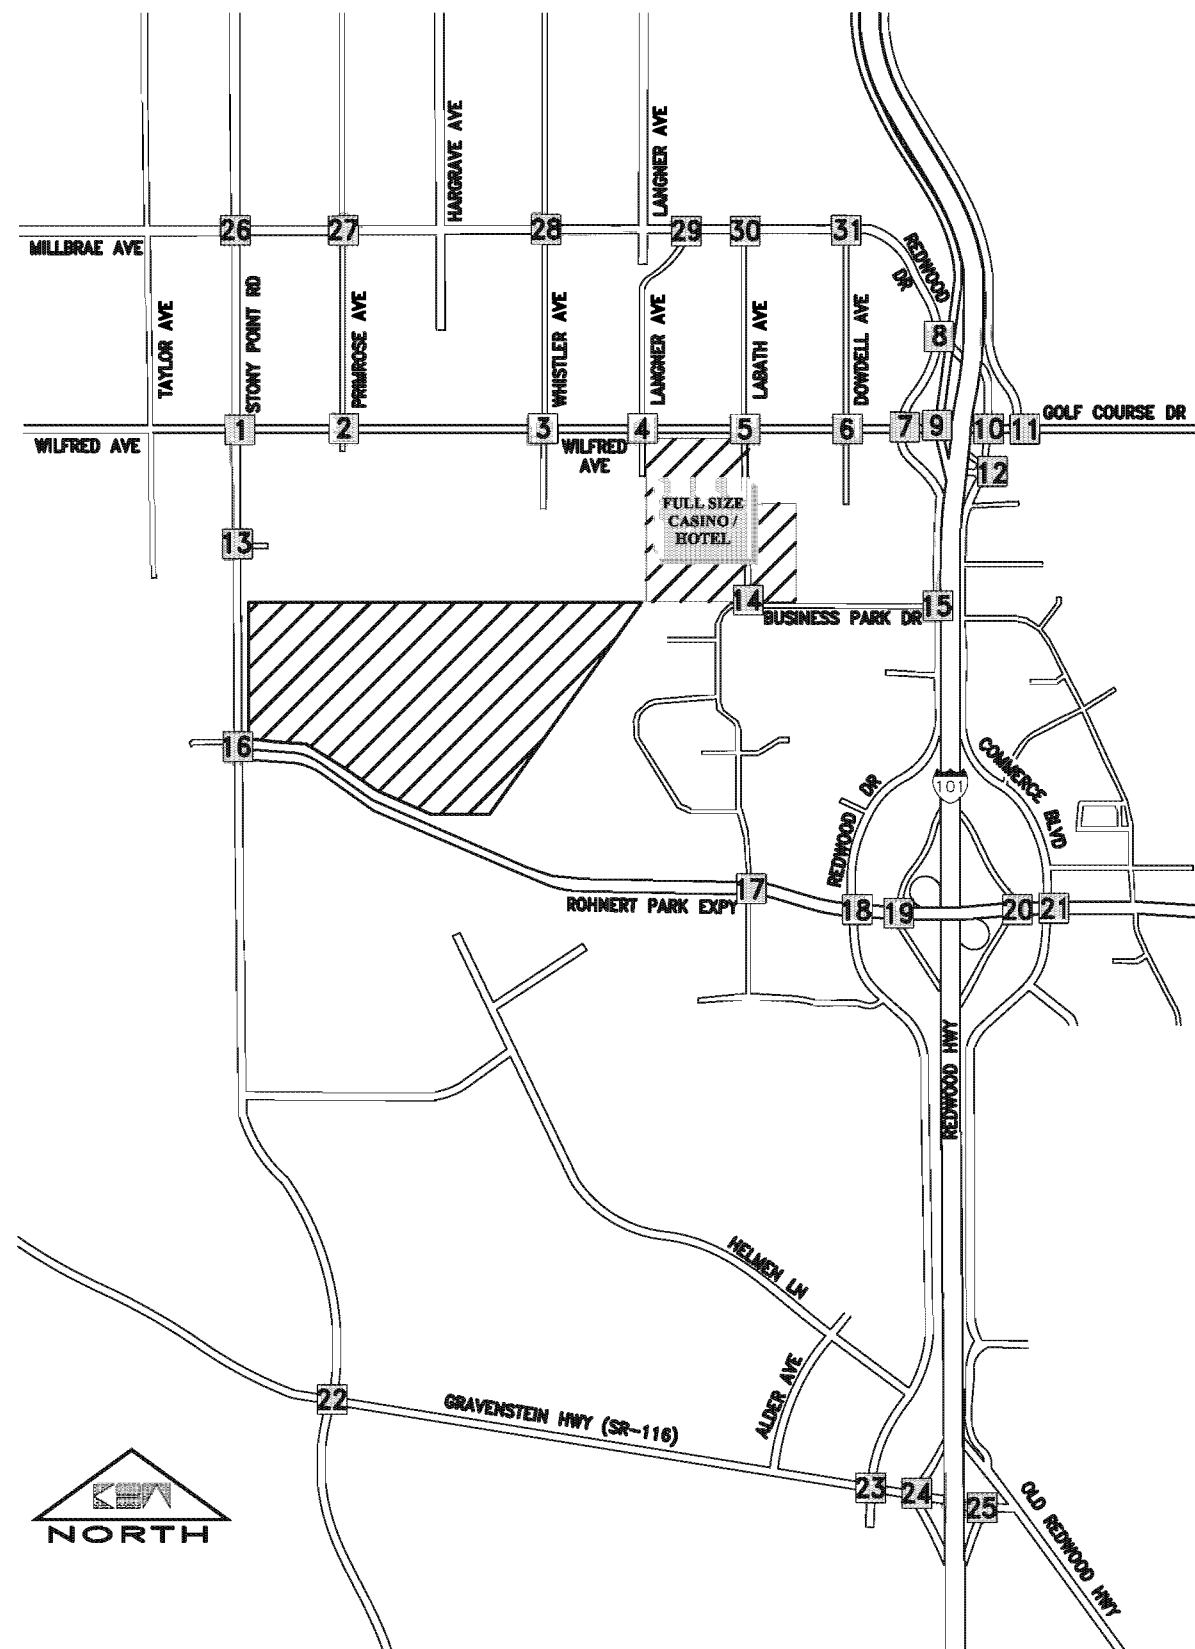 HARGRAVE AVE
LANGNER AVE
26
27
28
29
30
31
MILLBRAE AVE
REDWOOD
DR
TAYLOR AVE
STONY POINT RD
PRIMROSE AVE
WHISTLER AVE
LANGNER AVE
LABATH AVE
DOWDELL AVE
8
GOLF COURSE DR
WILFRED AVE
1
2
3
WILFRED
AVE
4
5
6
7
9
10
11
12
FULL SIZE
CASINO /
HOTEL
13
14
BUSINESS PARK DR
15
16
COMMERCE BLVD
101
REDWOOD DR
17
ROHNERT PARK EXPY
18
19
20
21
REDWOOD HWY
HELMEN LN
ALDER AVE
22
GRAVENSTEIN HWY (SR-116)
23
24
25
OLD REDWOOD HWY
NORTH